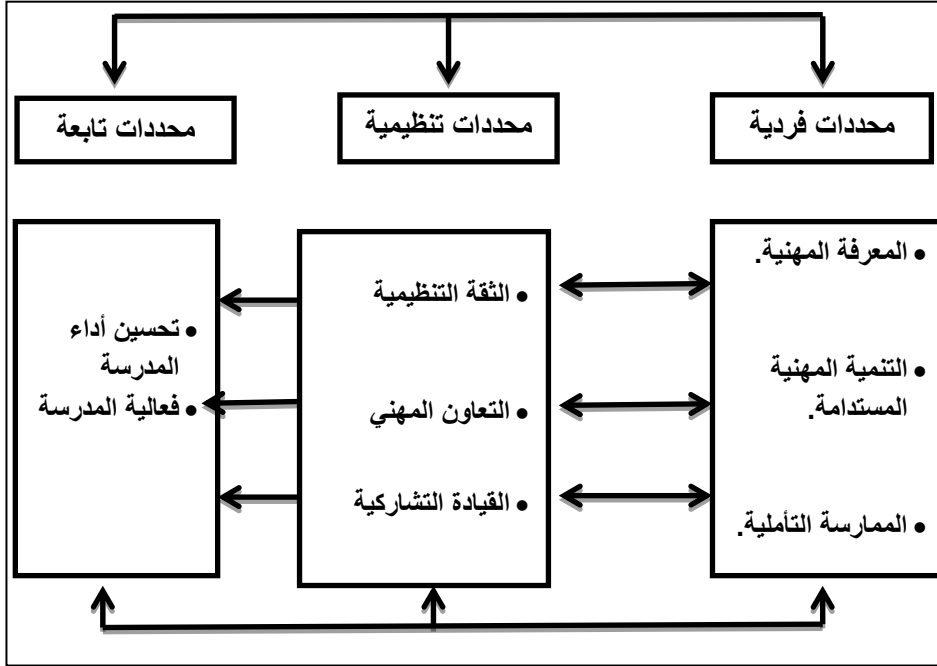 محددات فردية
محددات تنظيمية
محددات تابعة
• المعرفة المهنية.
• التنمية المهنية
المستدامة.
• الممارسة التأملية.
• الثقة التنظيمية
• التعاون المهني
• القيادة التشاركية
• تحسين أداء
المدرسة
• فعالية المدرسة